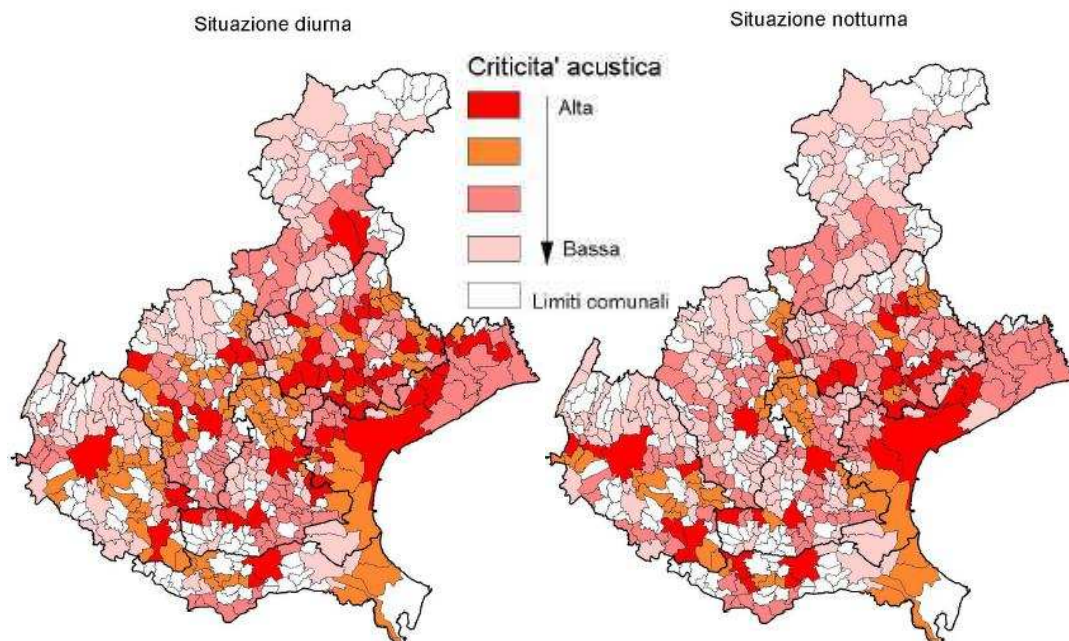 Situazione diurna
Situazione notturna
Criticita' acustica
Alta
Bassa
Limiti comunali